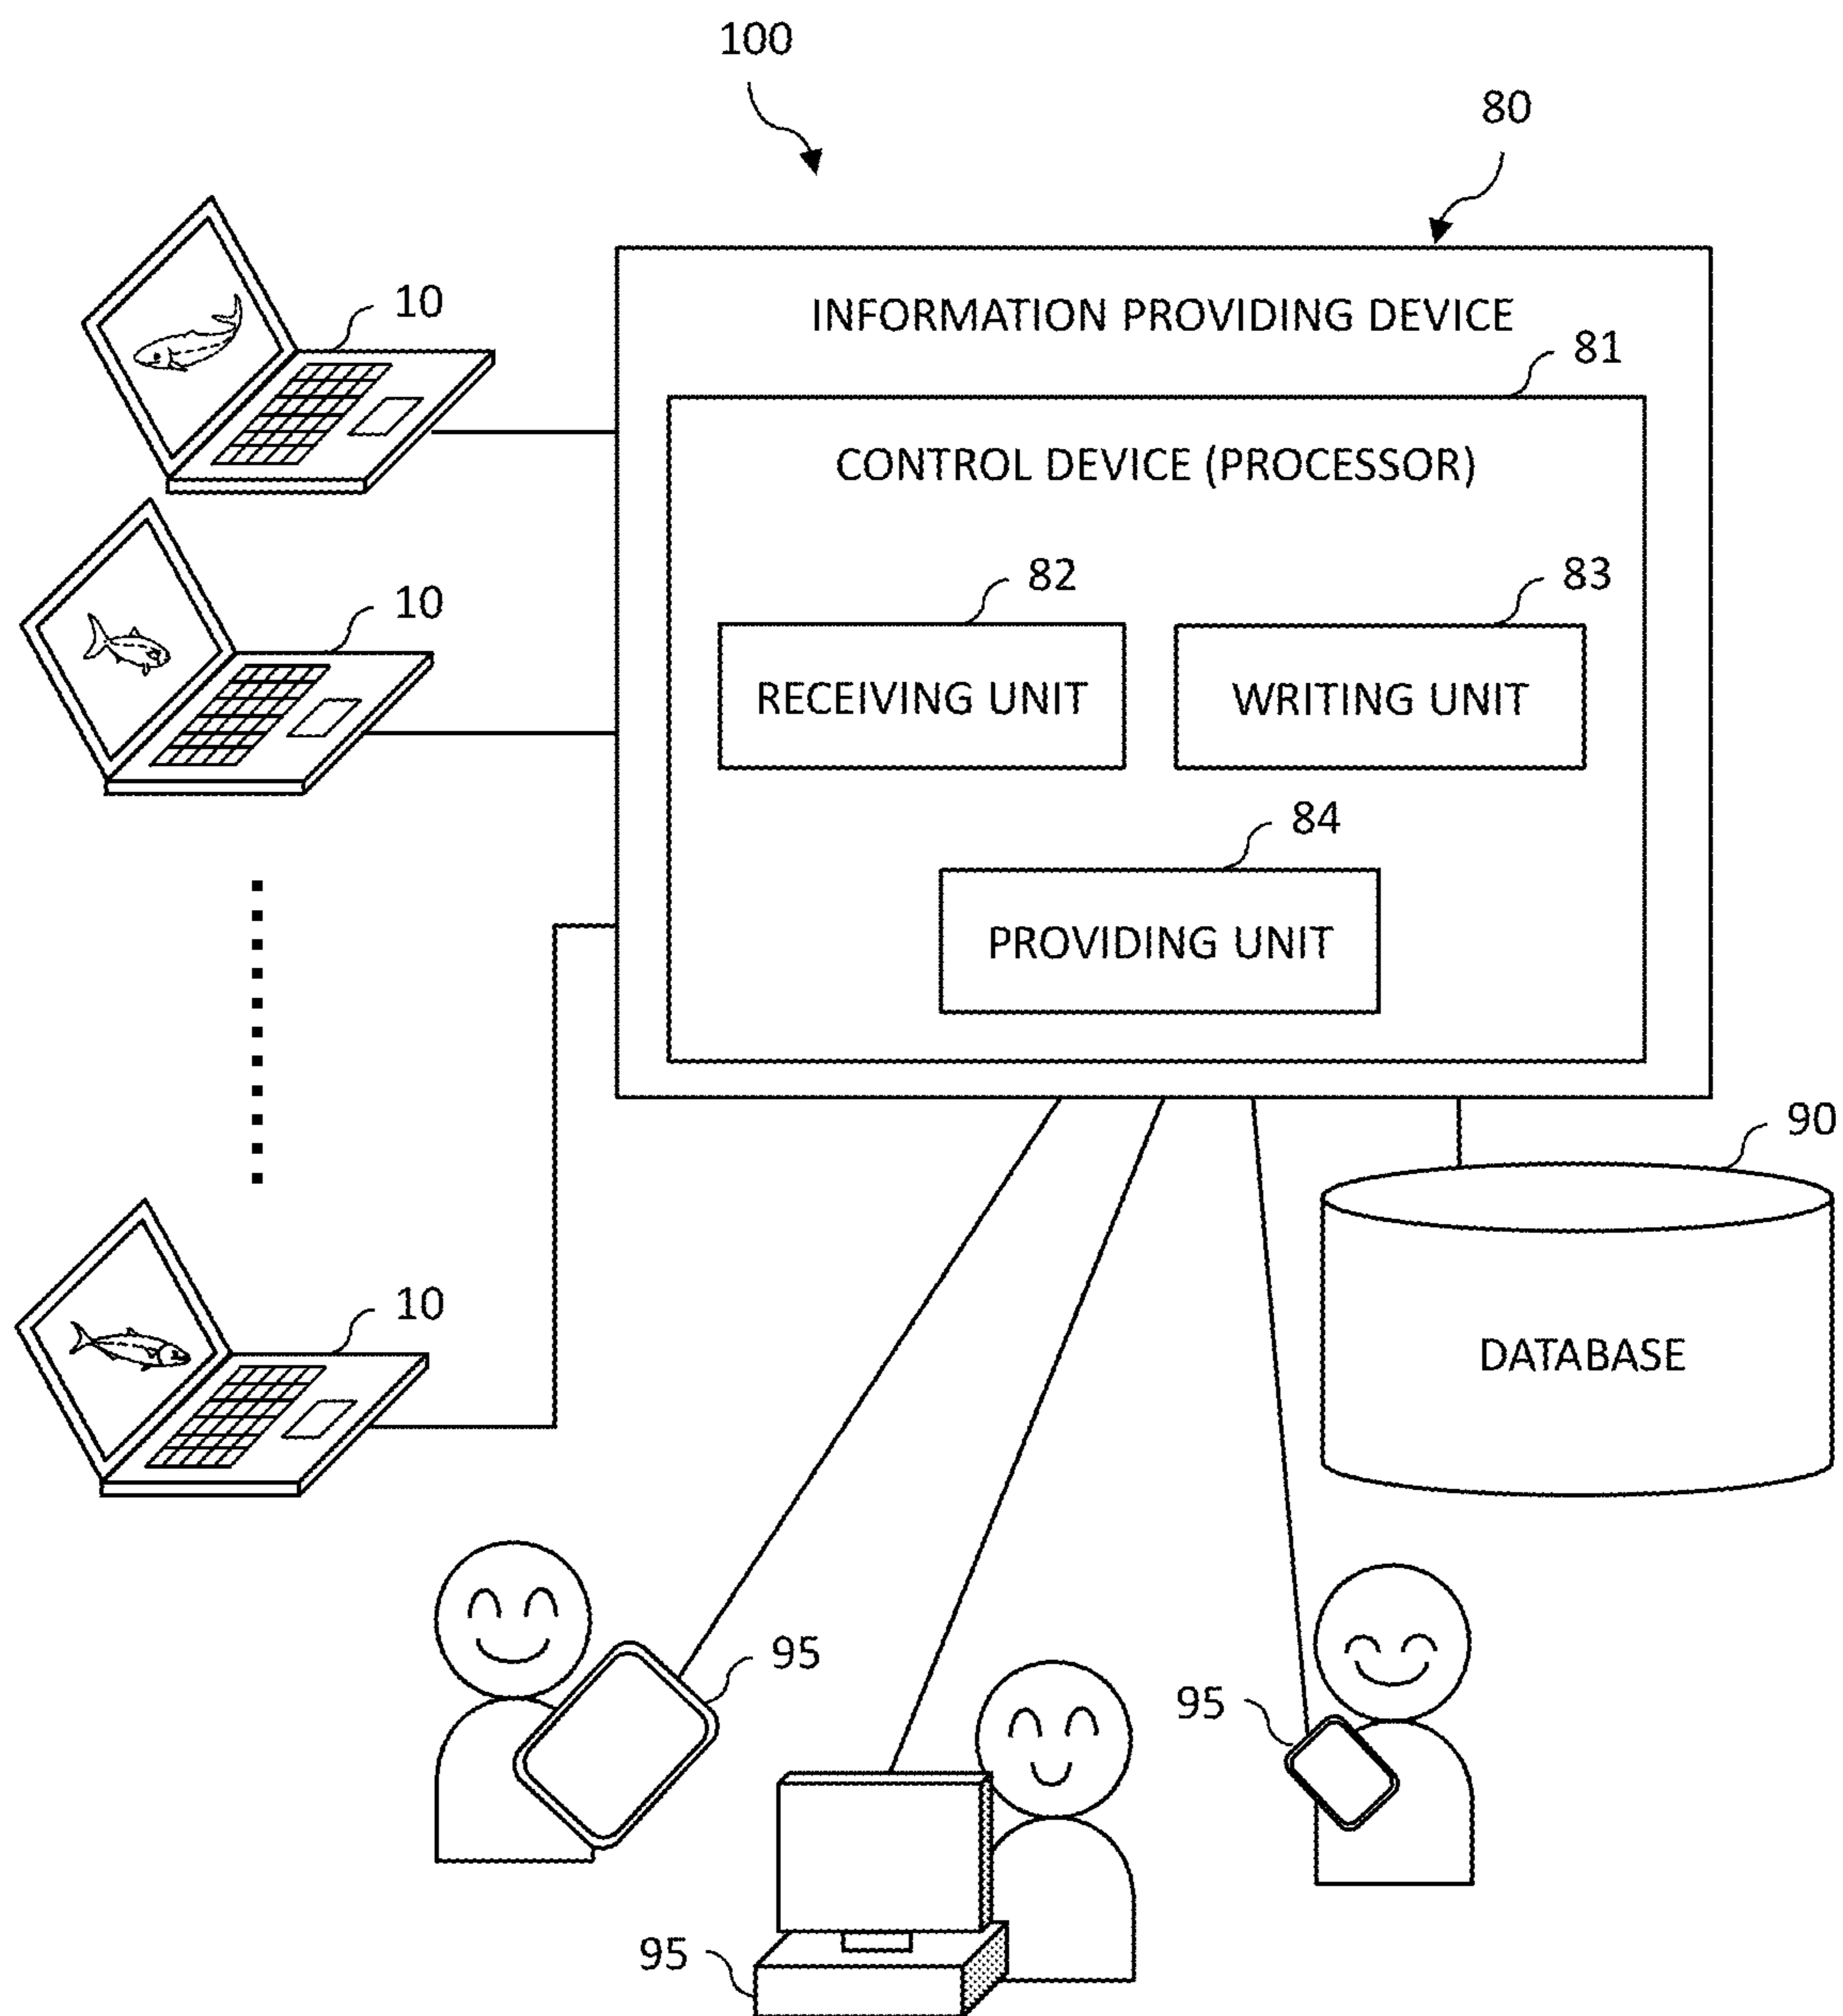 100
80
INFORMATION PROVIDING DEVICE
10
81
CONTROL DEVICE (PROCESSOR)
82
83
10
RECEIVING UNIT
WRITING UNIT
84
PROVIDING UNIT
90
10
DATABASE
95
95
95